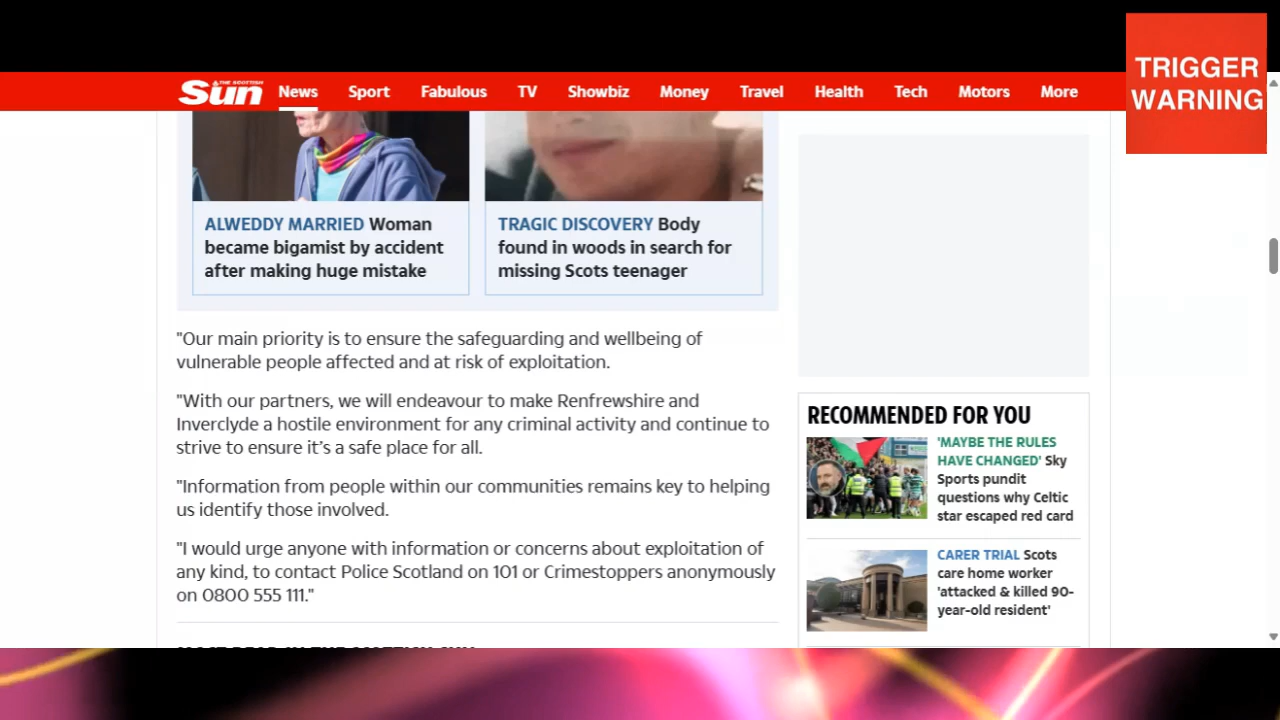 TRIGGER
WARNING
THE SCOTTISH
Sun
News Sport Fabulous TV Showbiz Money Travel Health Tech Motors More
ALWEDDY MARRIED Woman
became bigamist by accident
after making huge mistake
TRAGIC DISCOVERY Body
found in woods in search for
missing Scots teenager
"Our main priority is to ensure the safeguarding and wellbeing of
vulnerable people affected and at risk of exploitation.
"With our partners, we will endeavour to make Renfrewshire and
Inverclyde a hostile environment for any criminal activity and continue to
strive to ensure it's a safe place for all.
"Information from people within our communities remains key to helping
us identify those involved.
"I would urge anyone with information or concerns about exploitation of
any kind, to contact Police Scotland on 101 or Crimestoppers anonymously
on 0800 555 111."
RECOMMENDED FOR YOU
'MAYBE THE RULES
HAVE CHANGED' Sky
Sports pundit
questions why Celtic
star escaped red card
CARER TRIAL Scots
care home worker
'attacked & killed 90-
year-old resident'